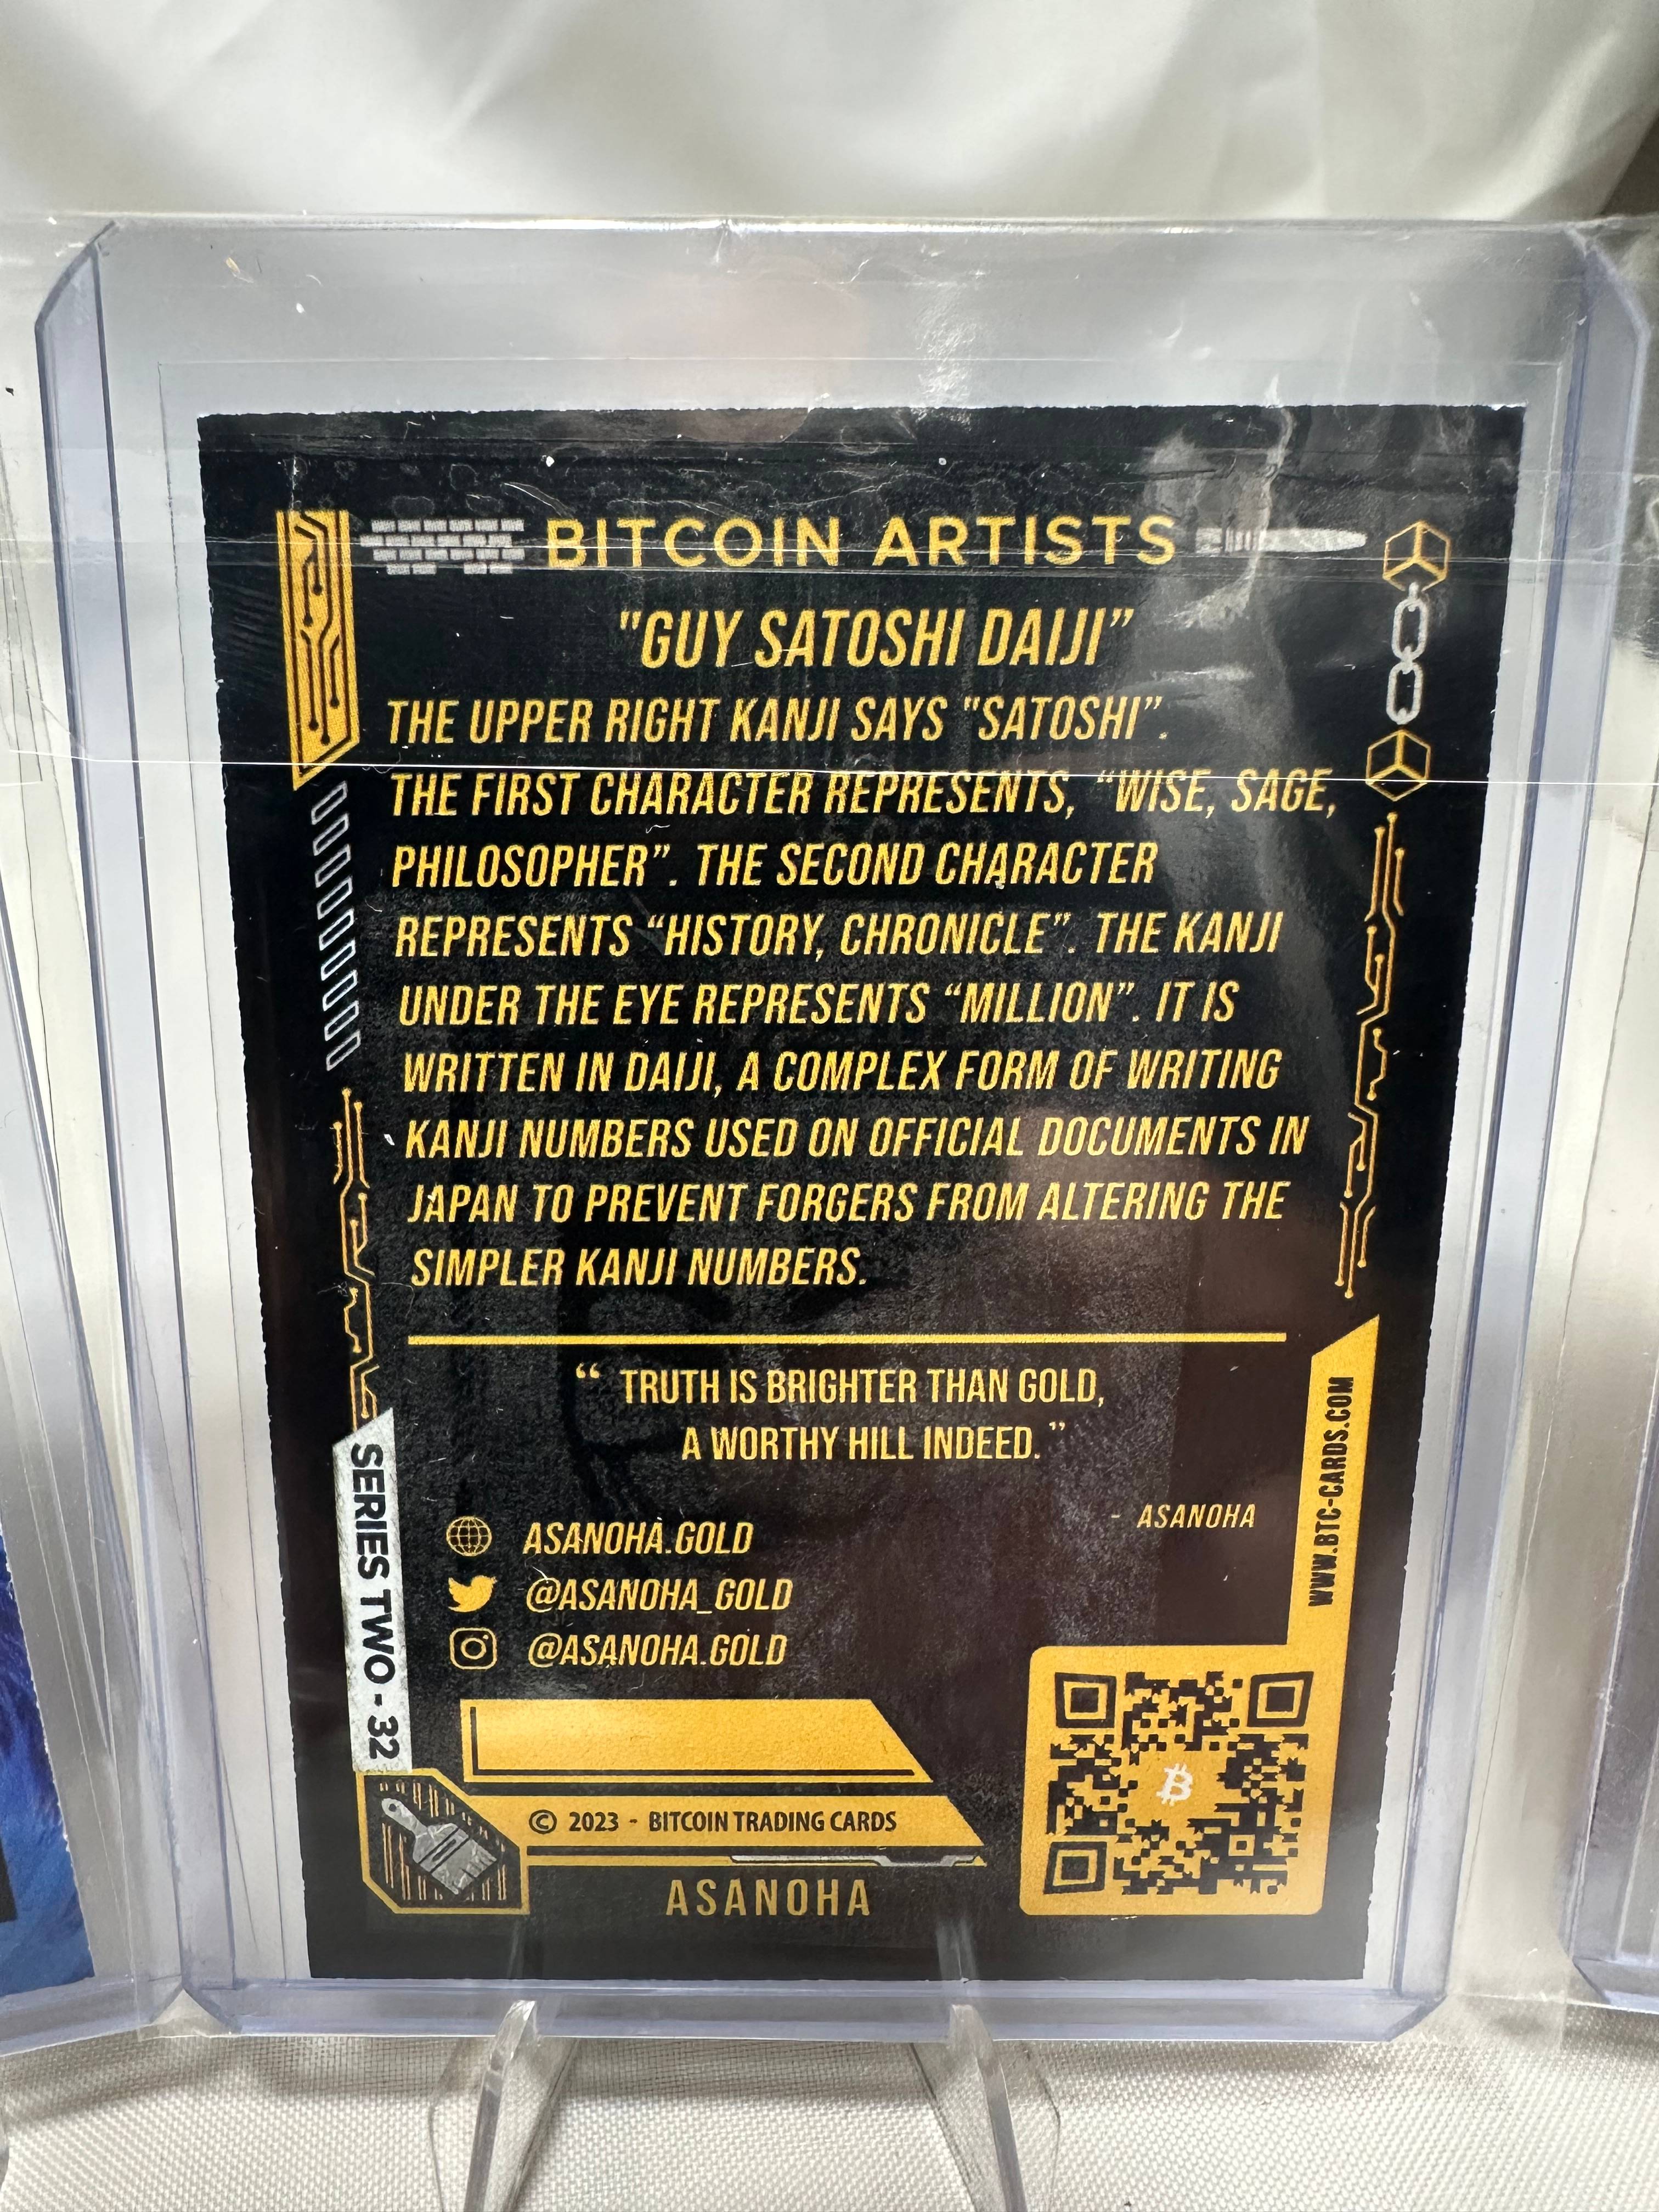 BITCOIN ARTISTS
"GUY SATOSHI DAIJI”
THE UPPER RIGHT KANJI SAYS "SATOSHI”.
THE FIRST CHARACTER REPRESENTS, “WISE, SAGE,
PHILOSOPHER”. THE SECOND CHARACTER
REPRESENTS “HISTORY, CHRONICLE”. THE KANJI
UNDER THE EYE REPRESENTS “MILLION”. IT IS
WRITTEN IN DAIJI, A COMPLEX FORM OF WRITING
KANJI NUMBERS USED ON OFFICIAL DOCUMENTS IN
JAPAN TO PREVENT FORGERS FROM ALTERING THE
SIMPLER KANJI NUMBERS.
“ TRUTH IS BRIGHTER THAN GOLD,
A WORTHY HILL INDEED. ”
- ASANOHA
ASANOHA.GOLD
@ASANOHA_GOLD
@ASANOHA.GOLD
SERIES TWO - 32
WWW.BTC-CARDS.COM
© 2023 - BITCOIN TRADING CARDS
ASANOHA